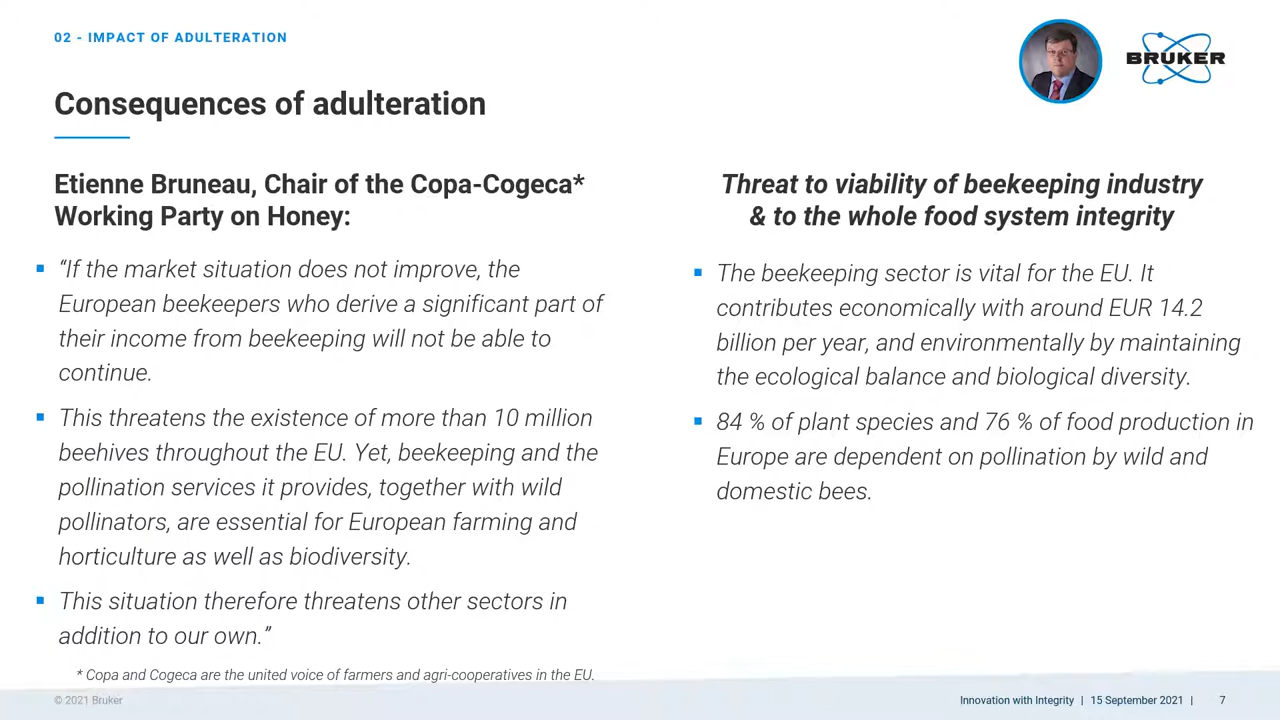 02 - IMPACT OF ADULTERATION
BRUKER
Consequences of adulteration
Etienne Bruneau, Chair of the Copa-Cogeca*
Working Party on Honey:
“If the market situation does not improve, the
European beekeepers who derive a significant part of
their income from beekeeping will not be able to
continue.
This threatens the existence of more than 10 million
beehives throughout the EU. Yet, beekeeping and the
pollination services it provides, together with wild
pollinators, are essential for European farming and
horticulture as well as biodiversity.
This situation therefore threatens other sectors in
addition to our own.”
* Copa and Cogeca are the united voice of farmers and agri-cooperatives in the EU.
Threat to viability of beekeeping industry
& to the whole food system integrity
The beekeeping sector is vital for the EU. It
contributes economically with around EUR 14.2
billion per year, and environmentally by maintaining
the ecological balance and biological diversity.
84 % of plant species and 76 % of food production in
Europe are dependent on pollination by wild and
domestic bees.
© 2021 Bruker
Innovation with Integrity | 15 September 2021 | 7